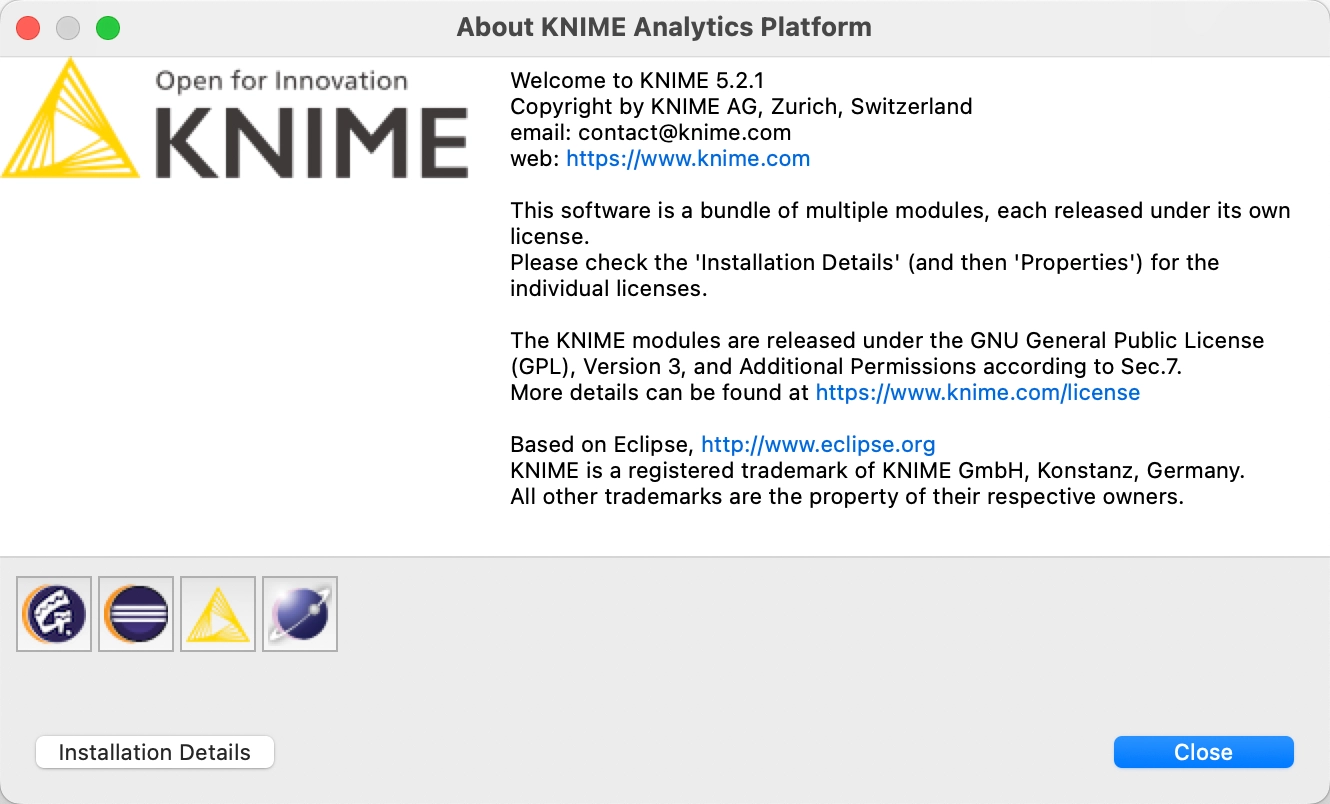 About KNIME Analytics Platform
Open for Innovation
KNIME
Welcome to KNIME 5.2.1
Copyright by KNIME AG, Zurich, Switzerland
email: contact@knime.com
web: https://www.knime.com
This software is a bundle of multiple modules, each released under its own
license.
Please check the 'Installation Details' (and then 'Properties') for the
individual licenses.
The KNIME modules are released under the GNU General Public License
(GPL), Version 3, and Additional Permissions according to Sec.7.
More details can be found at https://www.knime.com/license
Based on Eclipse, http://www.eclipse.org
KNIME is a registered trademark of KNIME GmbH, Konstanz, Germany.
All other trademarks are the property of their respective owners.
Installation Details
Close